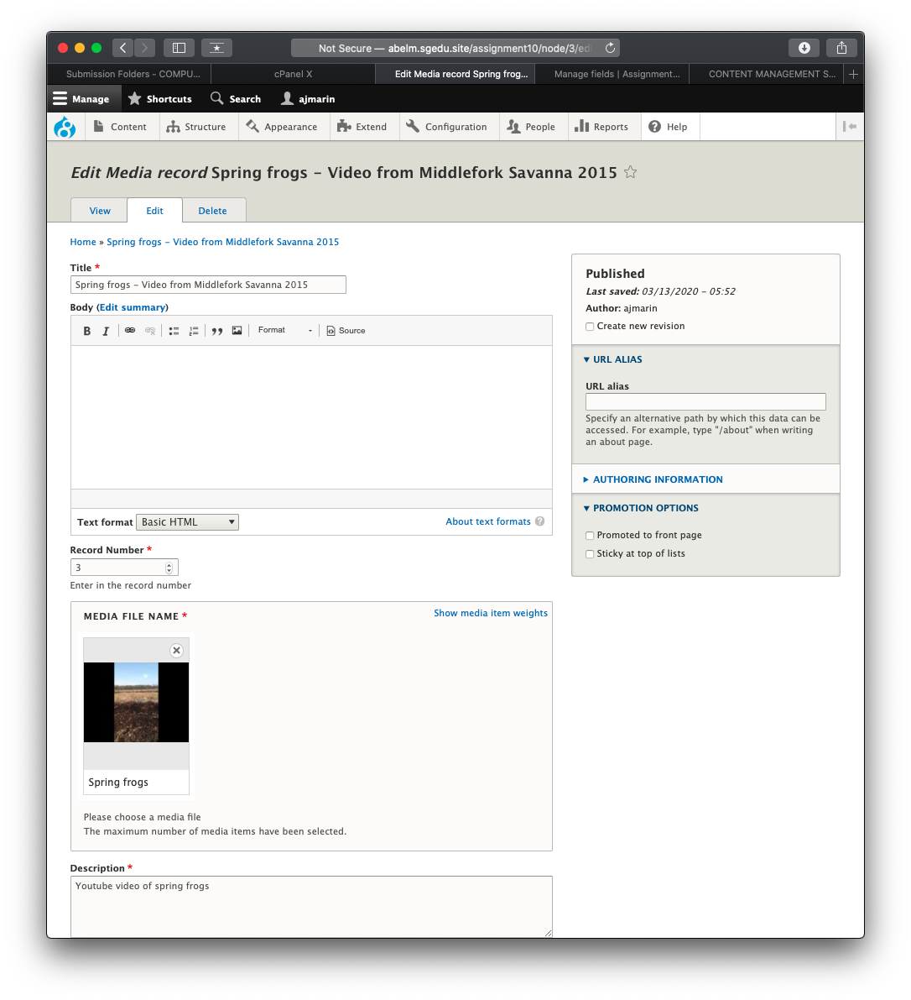 Not Secure — abelm.sgedu.site/assignment10/node/3/edi
Submission Folders - COMPU...
cPanel X
Edit Media record Spring frog...
Manage fields | Assignment...
CONTENT MANAGEMENT S...
Manage
Shortcuts
Search
ajmarin
Content
Structure
Appearance
Extend
Configuration
People
Reports
Help
Edit Media record Spring frogs – Video from Middlefork Savanna 2015
View
Edit
Delete
Home » Spring frogs – Video from Middlefork Savanna 2015
Title *
Spring frogs – Video from Middlefork Savanna 2015
Body (Edit summary)
B I Format Source
Text format Basic HTML
About text formats ?
Record Number *
3
Enter in the record number
MEDIA FILE NAME *
Show media item weights
Spring frogs
Please choose a media file
The maximum number of media items have been selected.
Description *
Youtube video of spring frogs
Published
Last saved: 03/13/2020 – 05:52
Author: ajmarin
Create new revision
URL ALIAS
URL alias
Specify an alternative path by which this data can be
accessed. For example, type "/about" when writing
an about page.
AUTHORING INFORMATION
PROMOTION OPTIONS
Promoted to front page
Sticky at top of lists